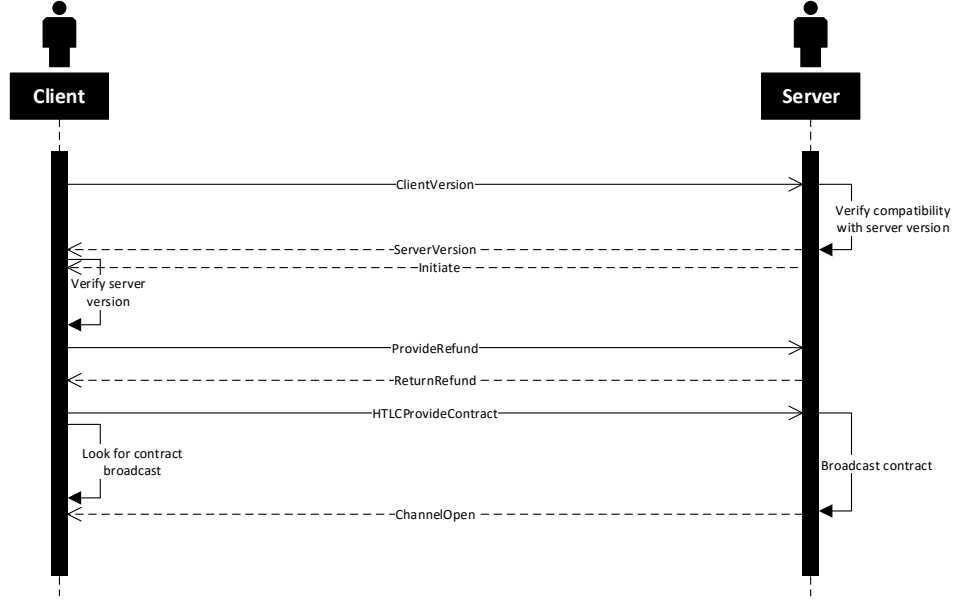 Client
Server
ClientVersion
Verify compatibility
with server version
ServerVersion
Initiate
Verify server
version
ProvideRefund
ReturnRefund
HTLCProvideContract
Look for contract
broadcast
Broadcast contract
ChannelOpen